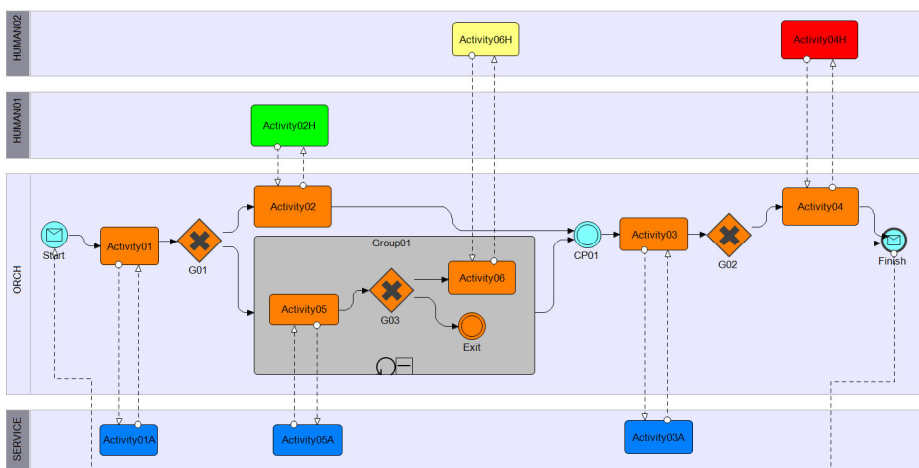 HUMAN02
Activity06H
Activity04H
HUMAN01
Activity02H
ORCH
Start
Activity01
G01
Activity02
Group01
Activity05
G03
Activity06
Exit
CP01
Activity03
G02
Activity04
Finish
SERVICE
Activity01A
Activity05A
Activity03A